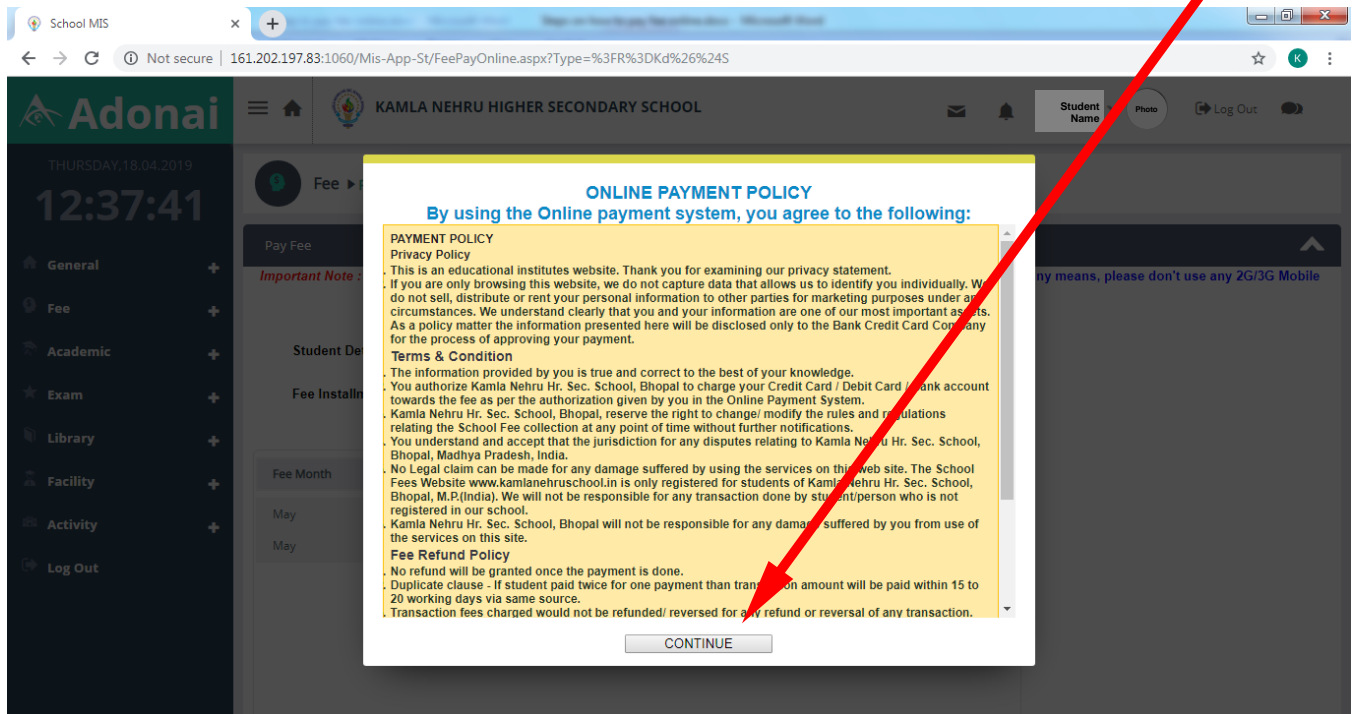 School MIS
Not secure | 161.202.197.83:1060/Mis-App-St/FeePayOnline.aspx?Type=%3FR%3DKd%26%24S
K
Adonai
KAMLA NEHRU HIGHER SECONDARY SCHOOL
Student Name
Photo
Log Out
THURSDAY,18.04.2019
12:37:41
General
Fee
Academic
Exam
Library
Facility
Activity
Log Out
Fee
Pay Fee
Important Note :
ny means, please don't use any 2G/3G Mobile
Student De
Fee Installn
Fee Month
May
May
ONLINE PAYMENT POLICY
By using the Online payment system, you agree to the following:
PAYMENT POLICY
Privacy Policy
. This is an educational institutes website. Thank you for examining our privacy statement.
. If you are only browsing this website, we do not capture data that allows us to identify you individually. We
do not sell, distribute or rent your personal information to other parties for marketing purposes under any
circumstances. We understand clearly that you and your information are one of our most important assets.
As a policy matter the information presented here will be disclosed only to the Bank Credit Card Company
for the process of approving your payment.
Terms & Condition
. The information provided by you is true and correct to the best of your knowledge.
. You authorize Kamla Nehru Hr. Sec. School, Bhopal to charge your Credit Card / Debit Card / Bank account
towards the fee as per the authorization given by you in the Online Payment System.
. Kamla Nehru Hr. Sec. School, Bhopal, reserve the right to change/ modify the rules and regulations
relating the School Fee collection at any point of time without further notifications.
. You understand and accept that the jurisdiction for any disputes relating to Kamla Nehru Hr. Sec. School,
Bhopal, Madhya Pradesh, India.
. No Legal claim can be made for any damage suffered by using the services on this web site. The School
Fees Website www.kamlanehruschool.in is only registered for students of Kamla Nehru Hr. Sec. School,
Bhopal, M.P.(India). We will not be responsible for any transaction done by student/person who is not
registered in our school.
. Kamla Nehru Hr. Sec. School, Bhopal will not be responsible for any damage suffered by you from use of
the services on this site.
Fee Refund Policy
. No refund will be granted once the payment is done.
. Duplicate clause - If student paid twice for one payment than transaction amount will be paid within 15 to
20 working days via same source.
. Transaction fees charged would not be refunded/ reversed for any refund or reversal of any transaction.
CONTINUE